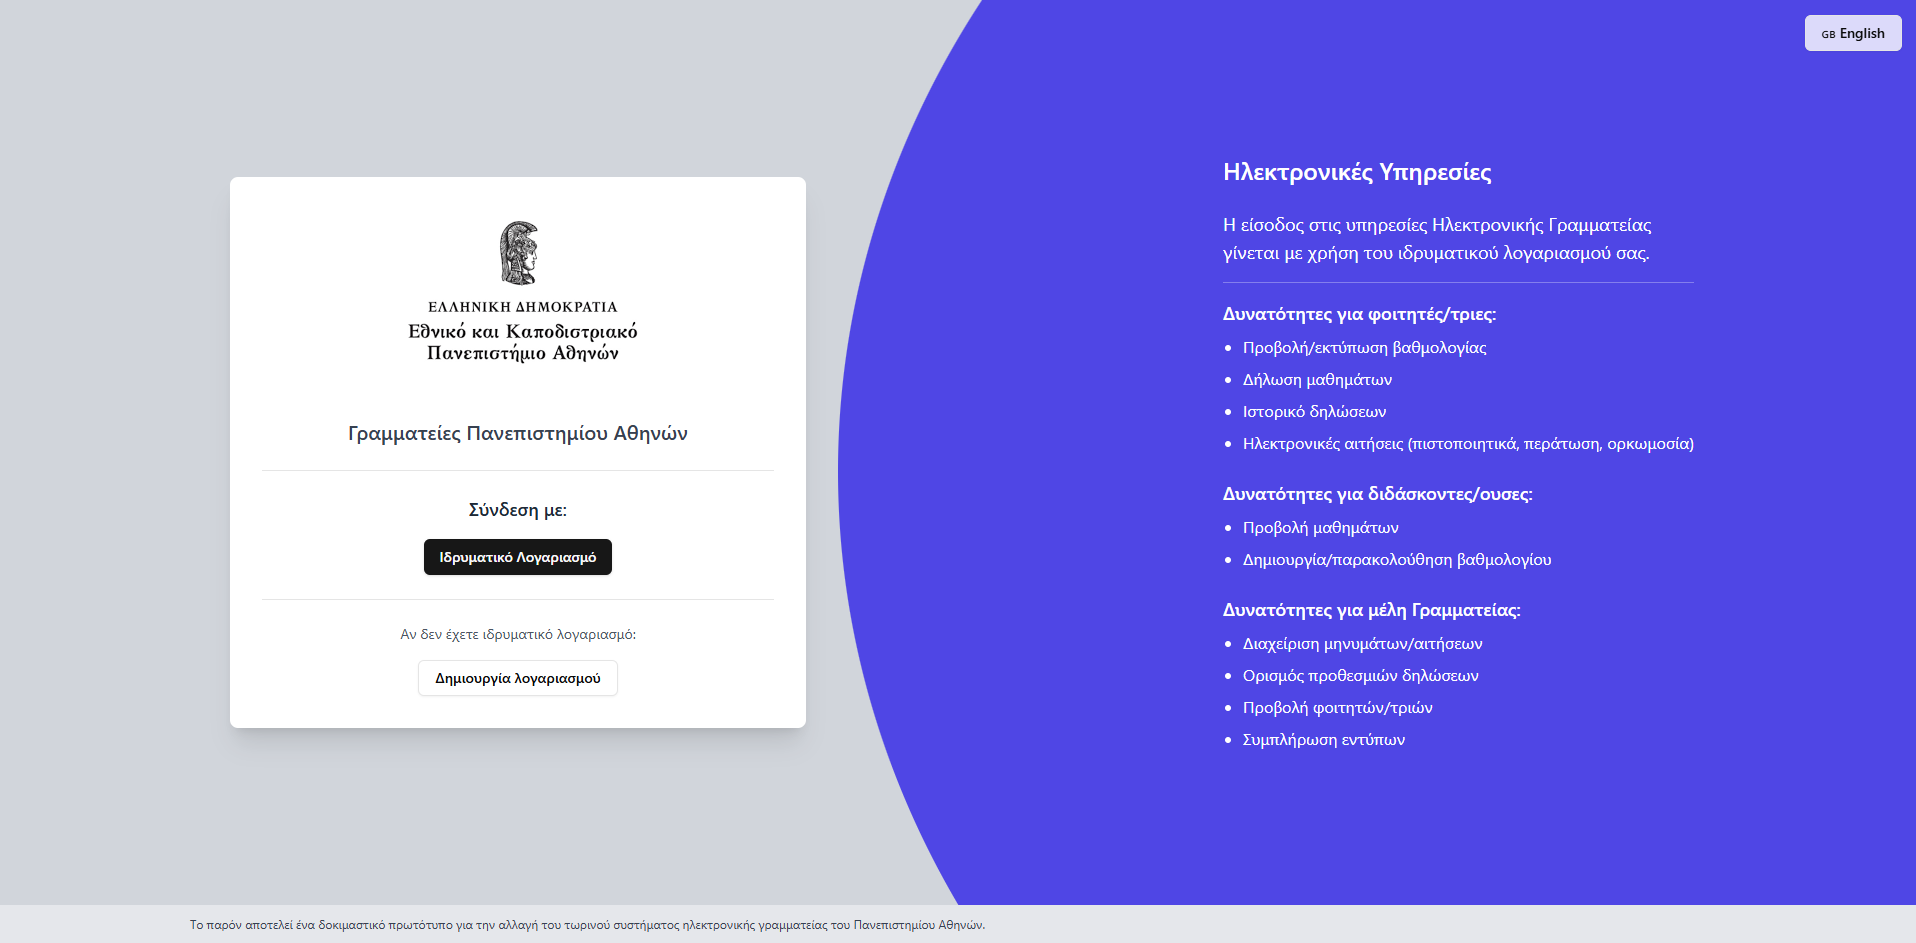 GB English
ΕΛΛΗΝΙΚΗ ΔΗΜΟΚΡΑΤΙΑ
Εθνικό και Καποδιστριακό
Πανεπιστήμιο Αθηνών
Γραμματείες Πανεπιστημίου Αθηνών
Σύνδεση με:
Ιδρυματικό Λογαριασμό
Αν δεν έχετε ιδρυματικό λογαριασμό:
Δημιουργία λογαριασμού
Ηλεκτρονικές Υπηρεσίες
Η είσοδος στις υπηρεσίες Ηλεκτρονικής Γραμματείας
γίνεται με χρήση του ιδρυματικού λογαριασμού σας.
Δυνατότητες για φοιτητές/τριες:
• Προβολή/εκτύπωση βαθμολογίας
• Δήλωση μαθημάτων
• Ιστορικό δηλώσεων
• Ηλεκτρονικές αιτήσεις (πιστοποιητικά, περάτωση, ορκωμοσία)
Δυνατότητες για διδάσκοντες/ουσες:
• Προβολή μαθημάτων
• Δημιουργία/παρακολούθηση βαθμολογίου
Δυνατότητες για μέλη Γραμματείας:
• Διαχείριση μηνυμάτων/αιτήσεων
• Ορισμός προθεσμιών δηλώσεων
• Προβολή φοιτητών/τριών
• Συμπλήρωση εντύπων
Το παρόν αποτελεί ένα δοκιμαστικό πρωτότυπο για την αλλαγή του τωρινού συστήματος ηλεκτρονικής γραμματείας του Πανεπιστημίου Αθηνών.